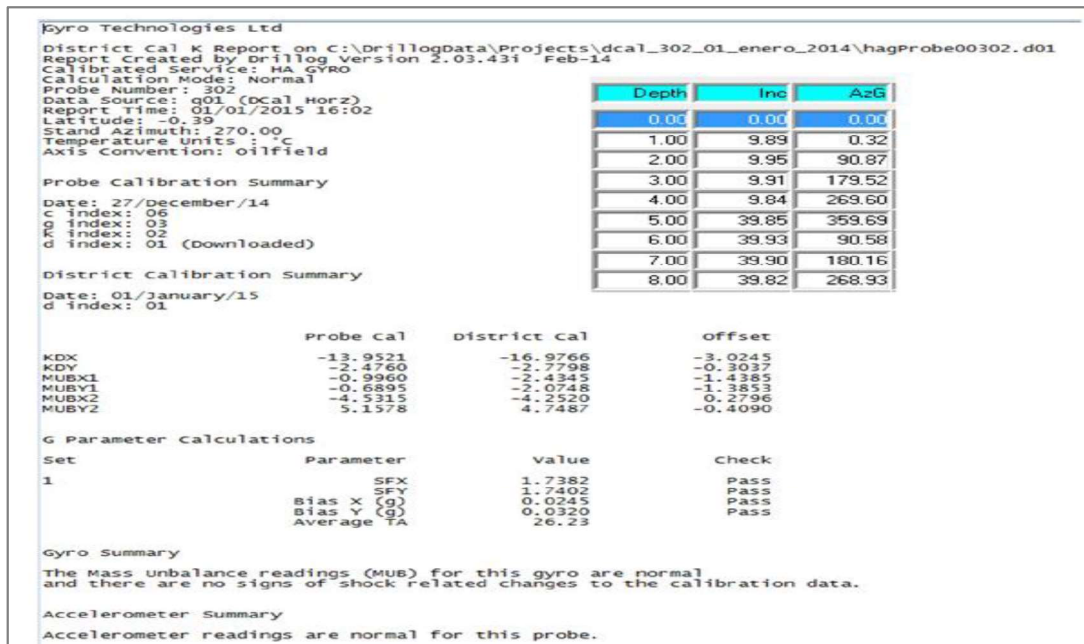 Gyro Technologies Ltd
District Cal K Report on C:\DrillogData\Projects\dcal_302_01_enero_2014\hagProbe00302.d01
Report Created by Drillog Version 2.03.43i Feb-14
Calibrated Service: HA GYRO
Calculation Mode: Normal
Probe Number: 302
Data Source: q01 (DCal Horz)
Report Time: 01/01/2015 16:02
Latitude: -0.39
Stand Azimuth: 270.00
Temperature Units : °C
Axis Convention: Oilfield
Probe Calibration Summary
Date: 27/December/14
c index: 06
g index: 03
k index: 02
d index: 01 (Downloaded)
District Calibration Summary
Date: 01/January/15
d index: 01
Depth Inc AzG
0.00 0.00 0.00
1.00 9.89 0.32
2.00 9.95 90.87
3.00 9.91 179.52
4.00 9.84 269.60
5.00 39.85 359.69
6.00 39.93 90.58
7.00 39.90 180.16
8.00 39.82 268.93
Probe Cal District Cal Offset
KDX -13.9521 -16.9766 -3.0245
KDY -2.4760 -2.7798 -0.3037
MUBX1 -0.9960 -2.4345 -1.4385
MUBY1 -0.6895 -2.0748 -1.3853
MUBX2 -4.5315 -4.2520 0.2796
MUBY2 5.1578 4.7487 -0.4090
G Parameter Calculations
Set Parameter Value Check
1 SFX 1.7382 Pass
SFY 1.7402 Pass
Bias X (g) 0.0245 Pass
Bias Y (g) 0.0320 Pass
Average TA 26.23
Gyro Summary
The Mass Unbalance readings (MUB) for this gyro are normal
and there are no signs of shock related changes to the calibration data.
Accelerometer Summary
Accelerometer readings are normal for this probe.